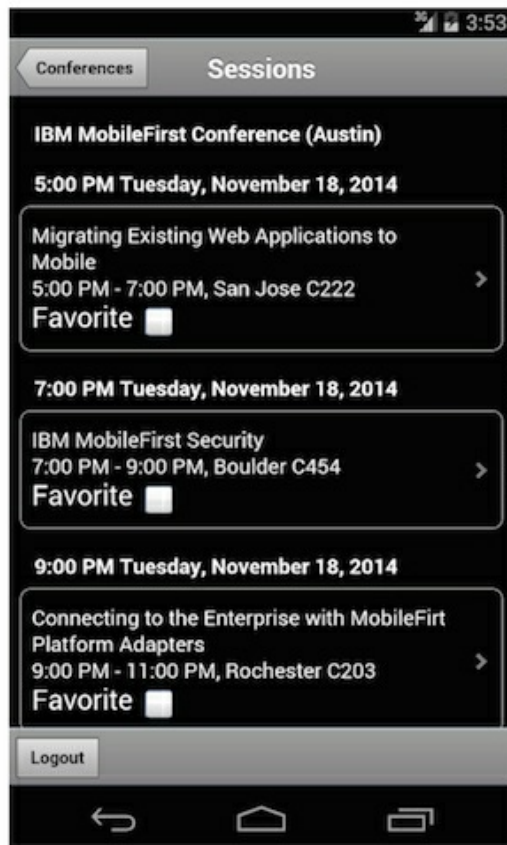 3G 3:53
Conferences Sessions
IBM MobileFirst Conference (Austin)
5:00 PM Tuesday, November 18, 2014
Migrating Existing Web Applications to
Mobile
5:00 PM - 7:00 PM, San Jose C222
Favorite
7:00 PM Tuesday, November 18, 2014
IBM MobileFirst Security
7:00 PM - 9:00 PM, Boulder C454
Favorite
9:00 PM Tuesday, November 18, 2014
Connecting to the Enterprise with MobileFirt
Platform Adapters
9:00 PM - 11:00 PM, Rochester C203
Favorite
Logout